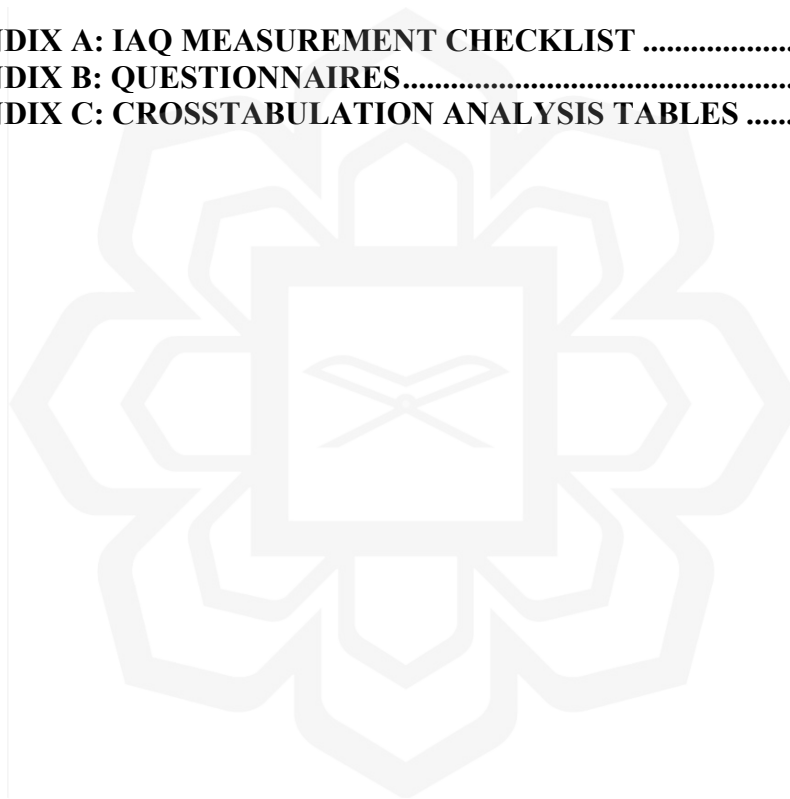 NDIX A: IAQ MEASUREMENT CHECKLIST ...................
NDIX B: QUESTIONNAIRES.................................................
NDIX C: CROSSTABULATION ANALYSIS TABLES ......